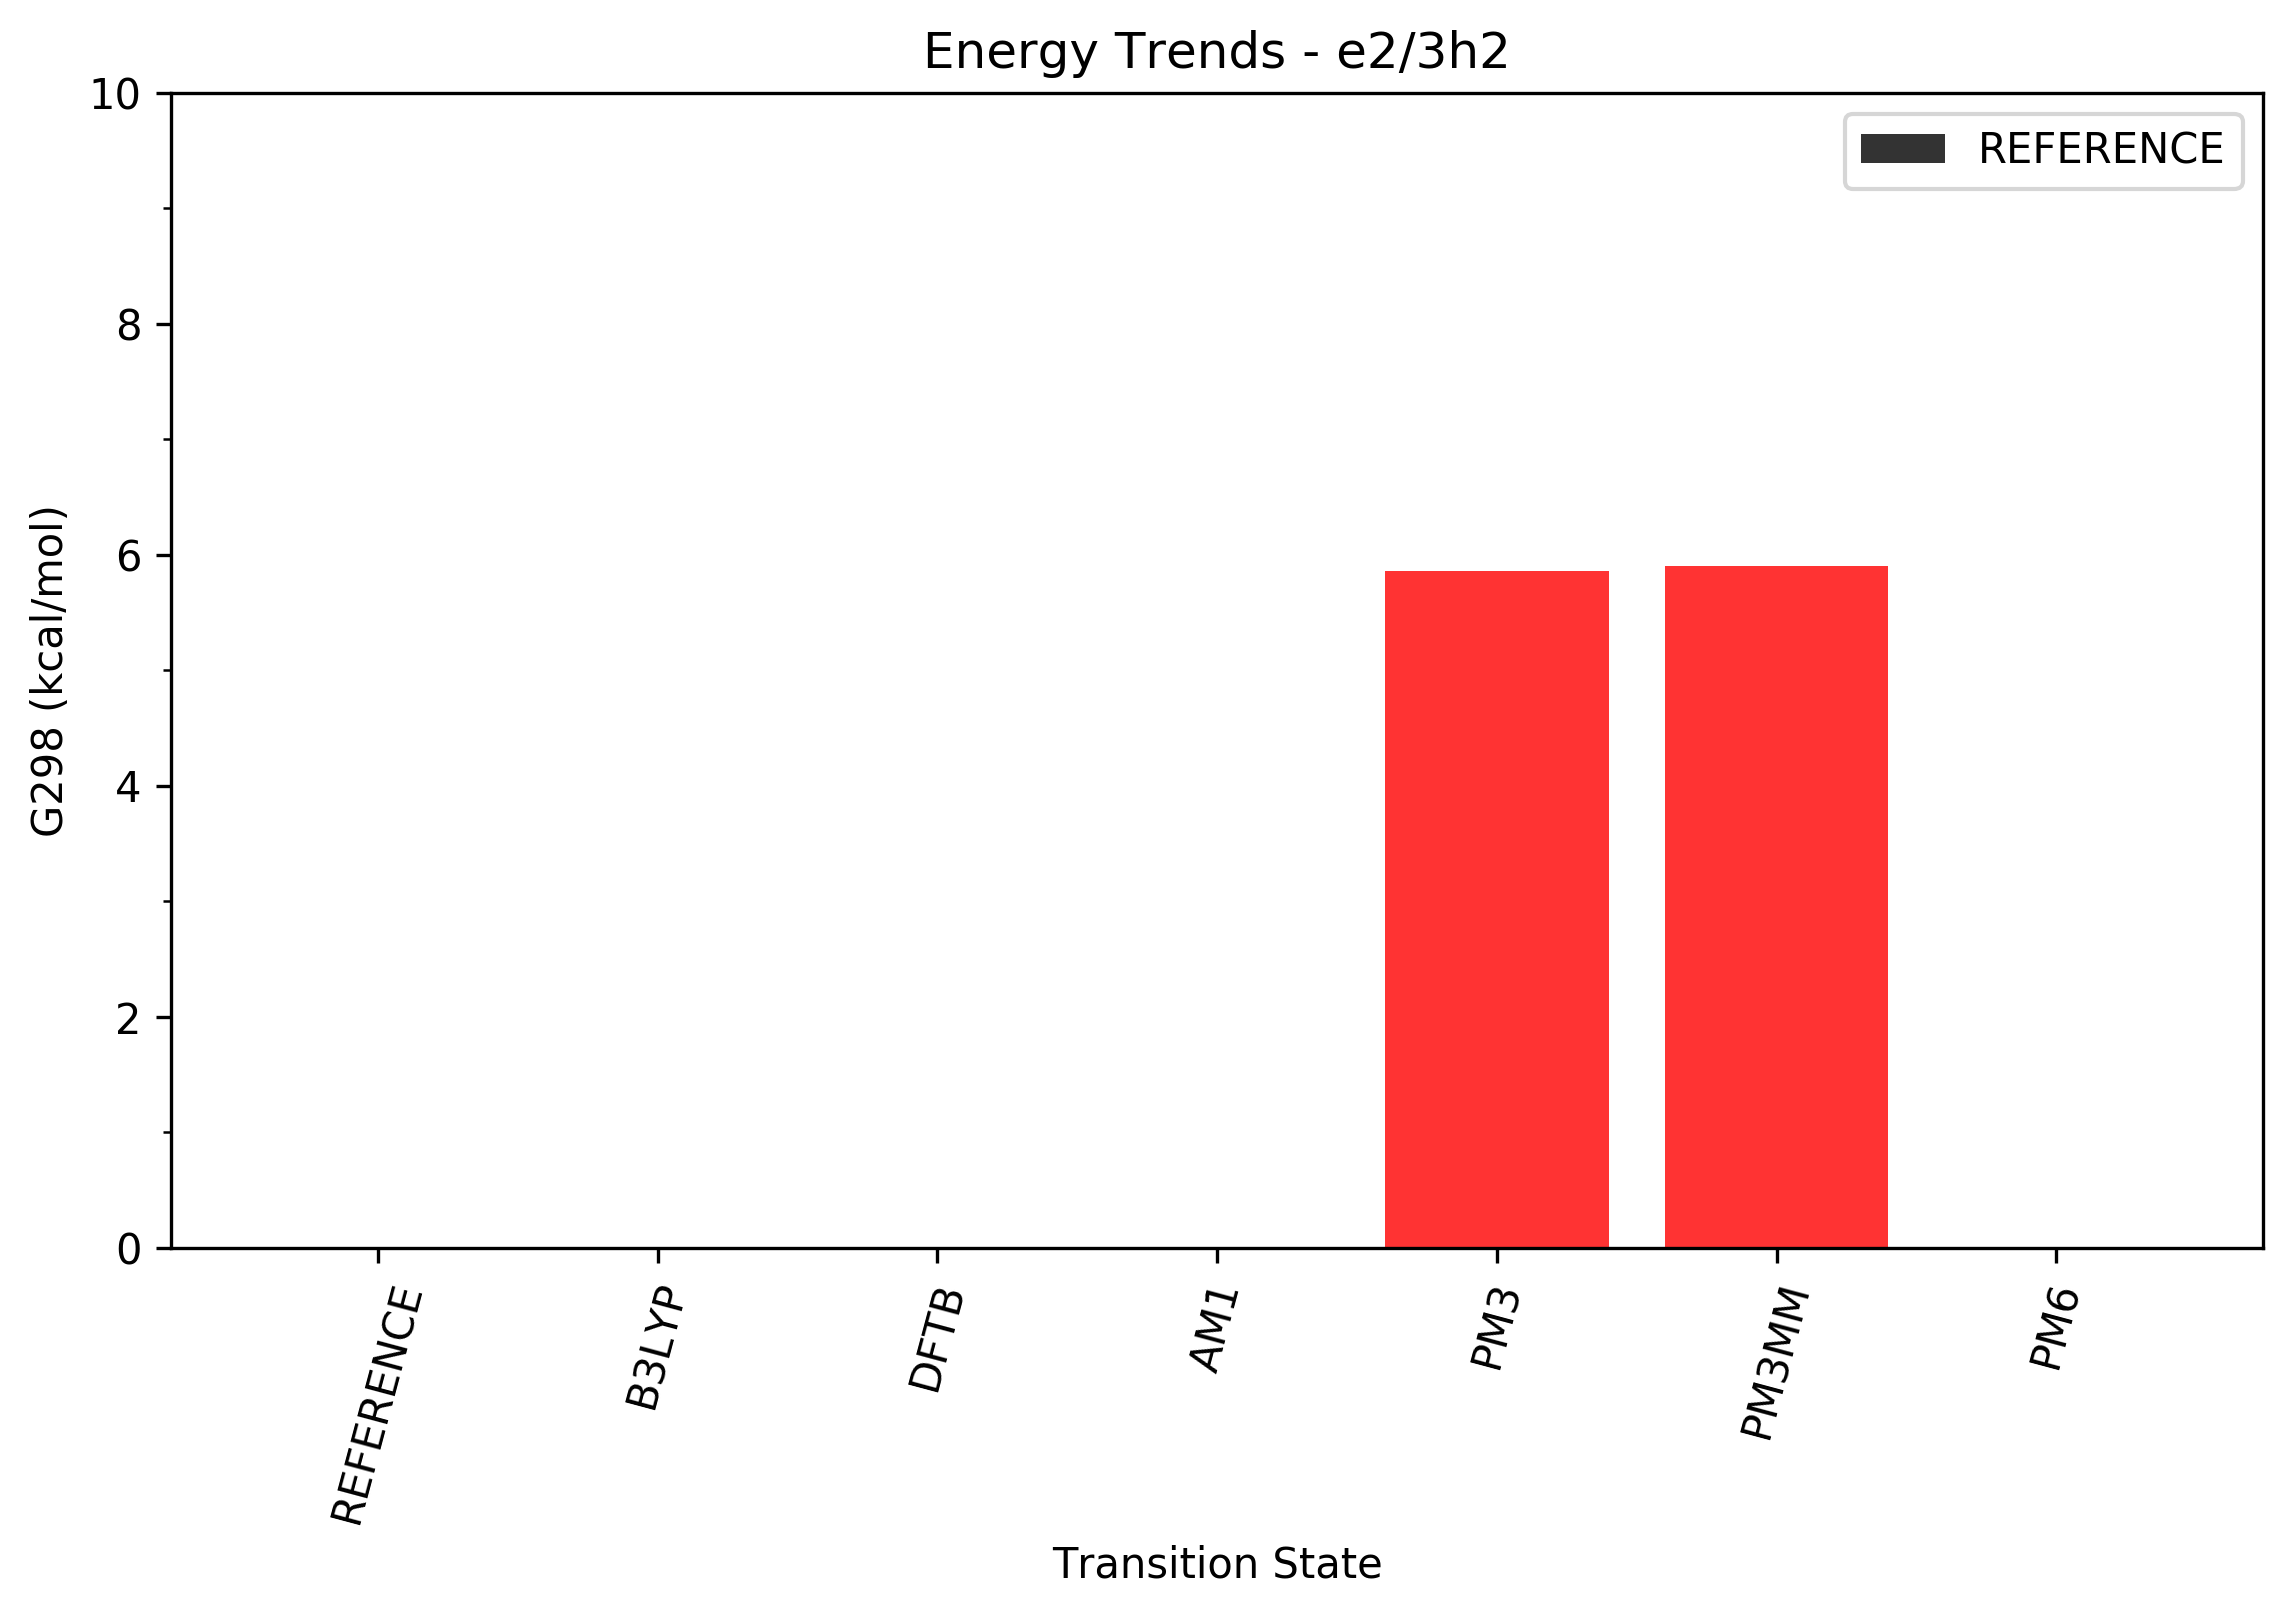 Energy Trends - e2/3h2
REFERENCE
G298 (kcal/mol)
10
8
6
4
2
0
REFERENCE
B3LYP
DFTB
AM1
PM3
PM3MM
PM6
Transition State